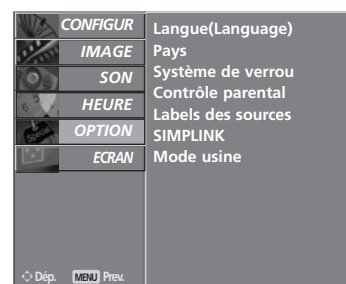 CONFIGUR
IMAGE
SON
HEURE
OPTION
ECRAN
Langue(Language)
Pays
Système de verrou
Contrôle parental
Labels des sources
SIMPLINK
Mode usine
Dép. MENU Prev.